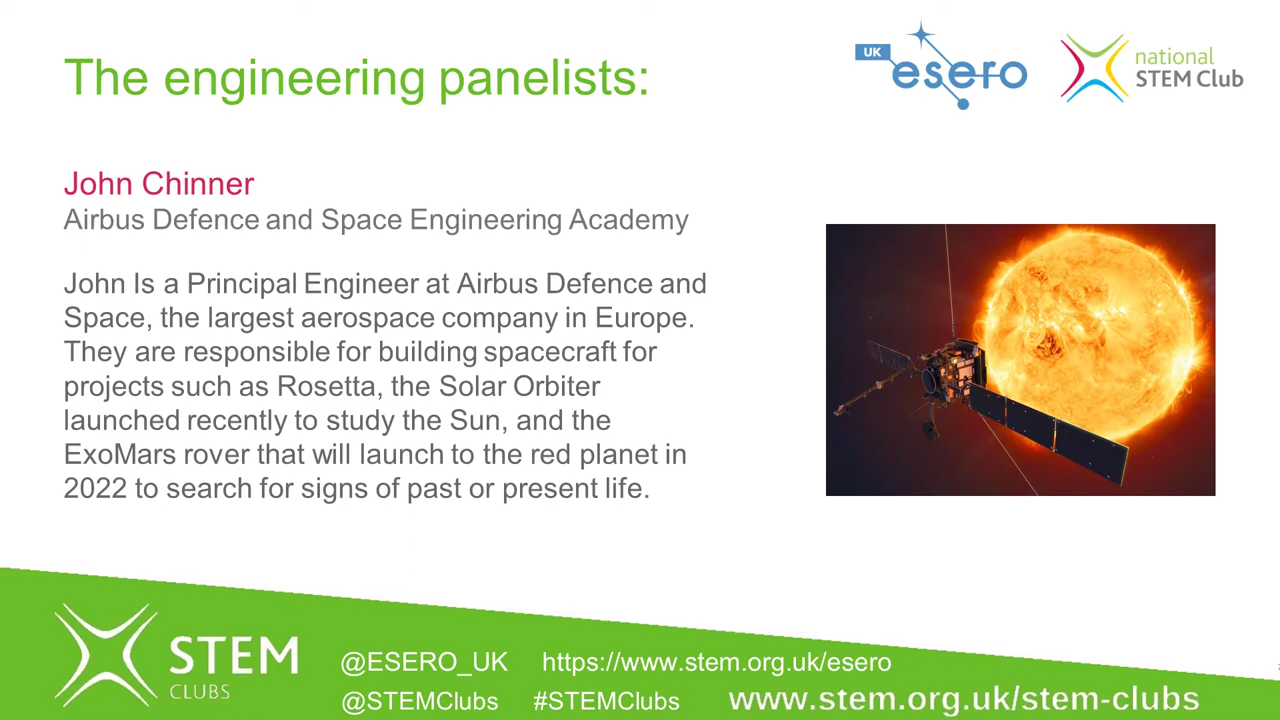 The engineering panelists:
UK
esero
national
STEM Club
John Chinner
Airbus Defence and Space Engineering Academy
John Is a Principal Engineer at Airbus Defence and
Space, the largest aerospace company in Europe.
They are responsible for building spacecraft for
projects such as Rosetta, the Solar Orbiter
launched recently to study the Sun, and the
ExoMars rover that will launch to the red planet in
2022 to search for signs of past or present life.
STEM
CLUBS
@ESERO_UK https://www.stem.org.uk/esero
@STEMClubs #STEMClubs www.stem.org.uk/stem-clubs